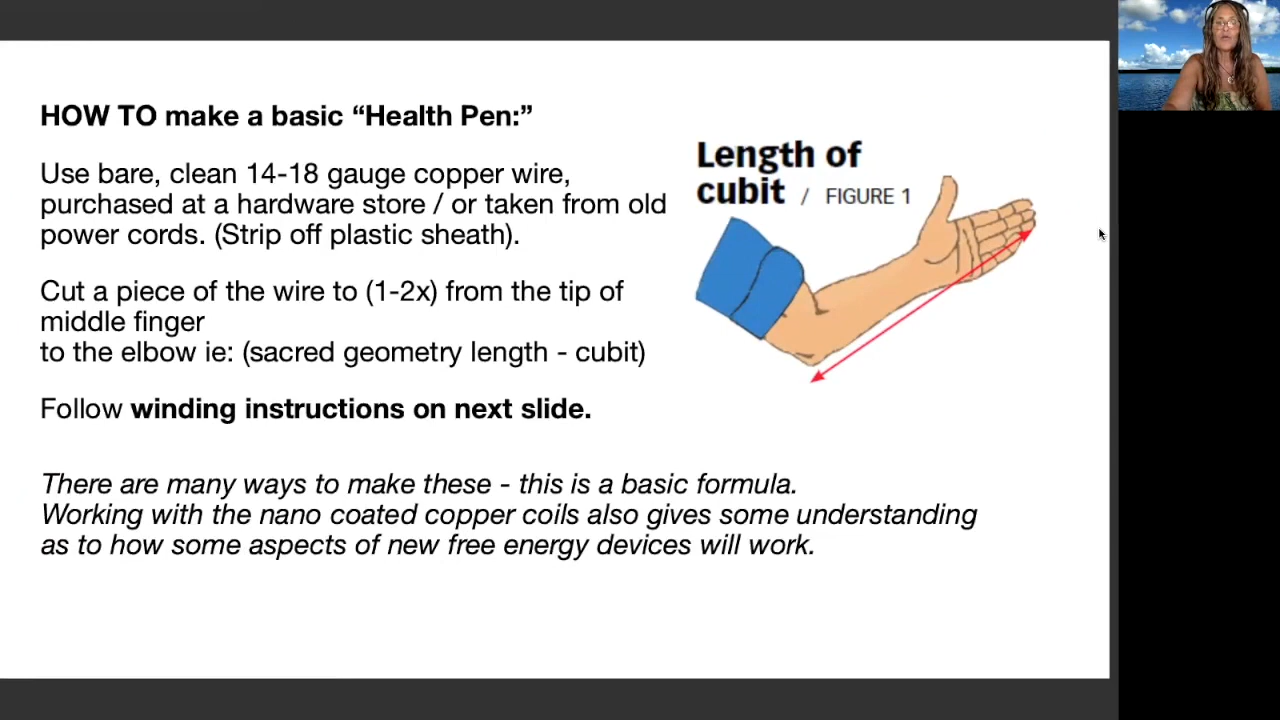 HOW TO make a basic “Health Pen:”
Use bare, clean 14-18 gauge copper wire,
purchased at a hardware store / or taken from old
power cords. (Strip off plastic sheath).
Cut a piece of the wire to (1-2x) from the tip of
middle finger
to the elbow ie: (sacred geometry length - cubit)
Follow winding instructions on next slide.
There are many ways to make these - this is a basic formula.
Working with the nano coated copper coils also gives some understanding
as to how some aspects of new free energy devices will work.
Length of
cubit / FIGURE 1